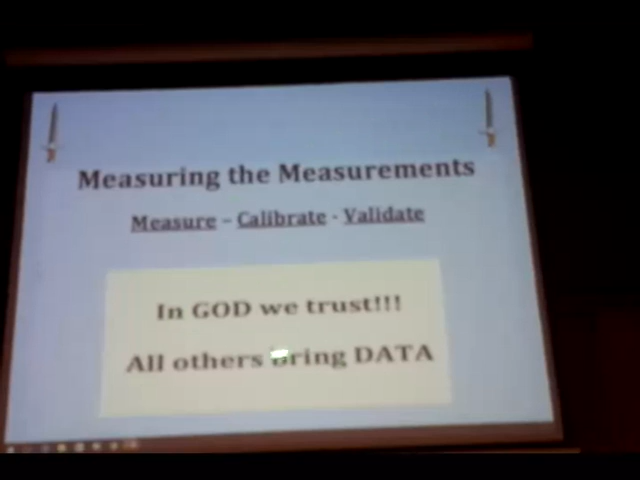 Measuring the Measurements
Measure – Calibrate - Validate
In GOD we trust!!!
All others bring DATA